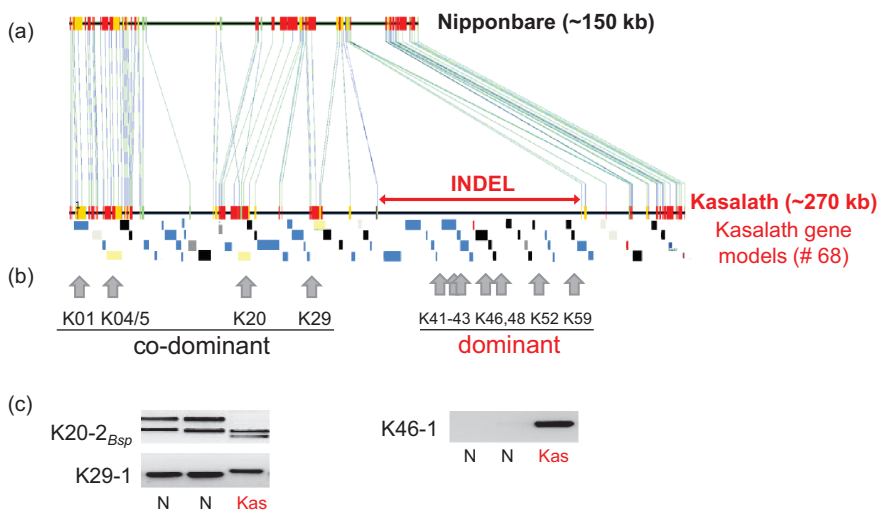 (a)
Nipponbare (~150 kb)
1
INDEL
Kasalath (~270 kb)
Kasalath gene
models (# 68)
(b)
K01 K04/5 K20 K29 K41-43 K46,48 K52 K59
co-dominant dominant
(c)
K20-2Bsp
K46-1
K29-1
N N Kas
N N Kas